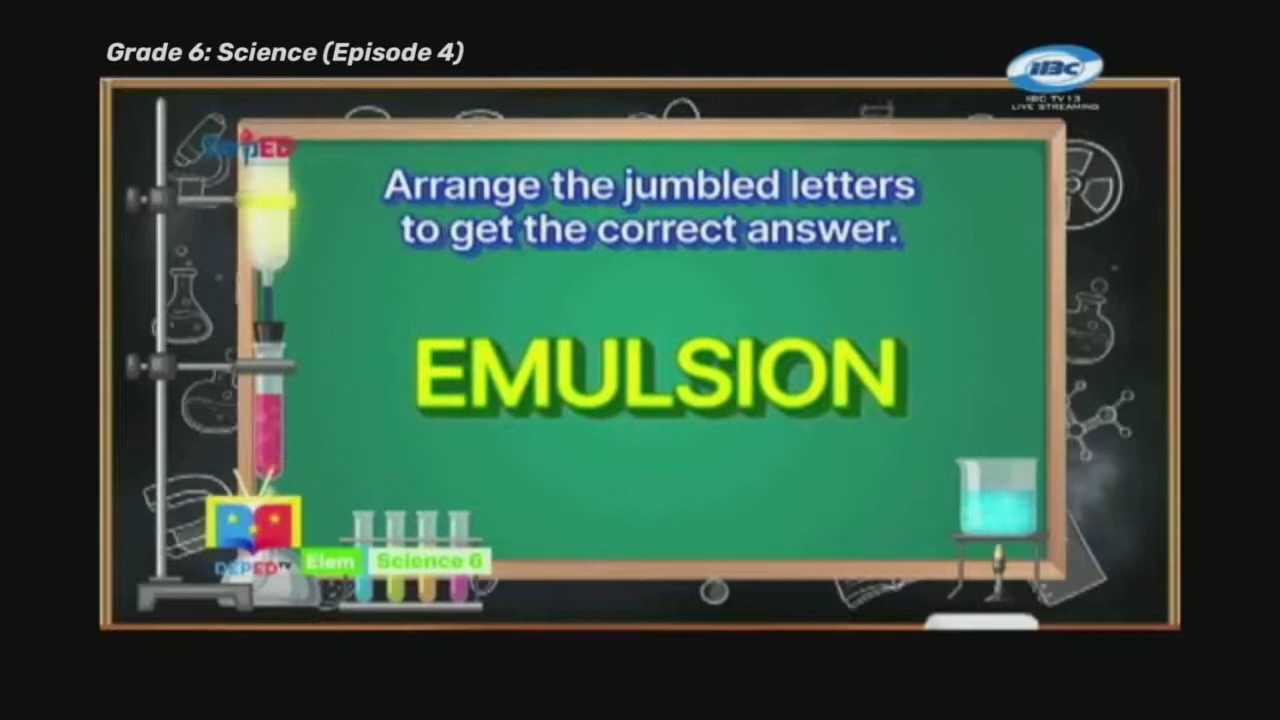 Grade 6: Science (Episode 4)
iBC
IBC TV 13
LIVE STREAMING
DepED
Arrange the jumbled letters
to get the correct answer.
EMULSION
DEPED TV
Elem Science 6